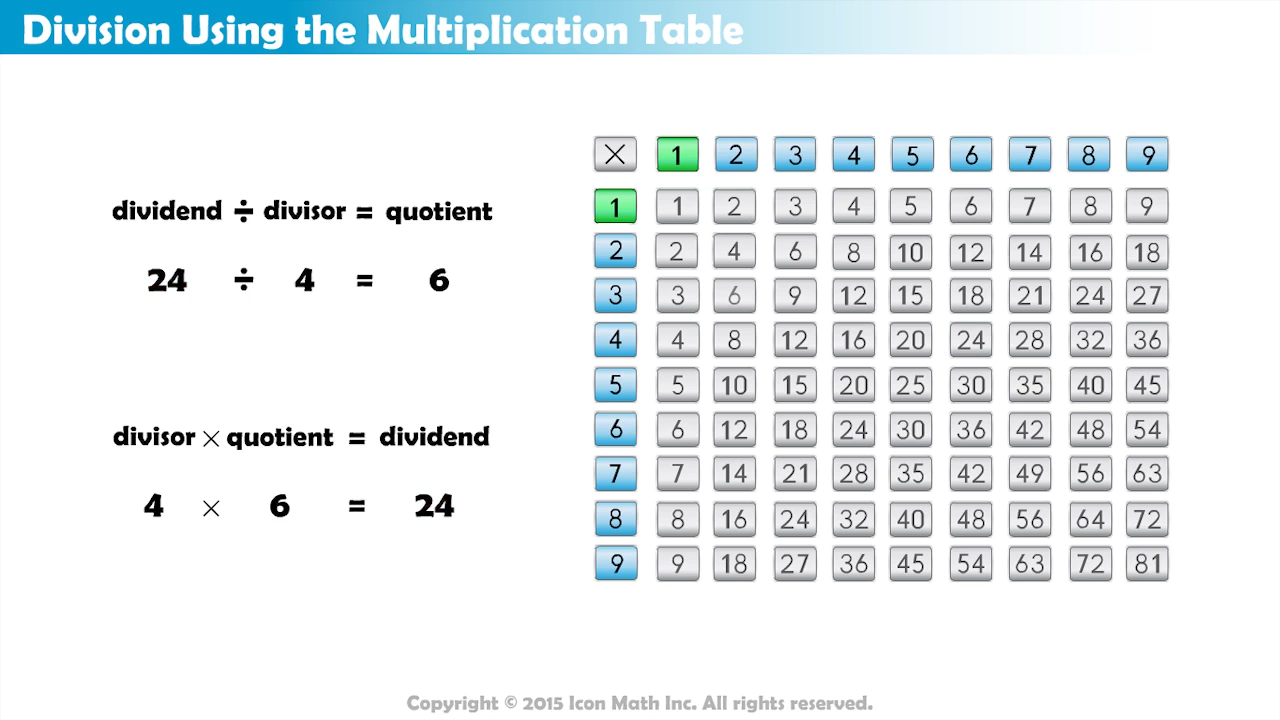 Division Using the Multiplication Table
dividend ÷ divisor = quotient
24 ÷ 4 = 6
divisor × quotient = dividend
4 × 6 = 24
× 1 2 3 4 5 6 7 8 9
1 1 2 3 4 5 6 7 8 9
2 2 4 6 8 10 12 14 16 18
3 3 6 9 12 15 18 21 24 27
4 4 8 12 16 20 24 28 32 36
5 5 10 15 20 25 30 35 40 45
6 6 12 18 24 30 36 42 48 54
7 7 14 21 28 35 42 49 56 63
8 8 16 24 32 40 48 56 64 72
9 9 18 27 36 45 54 63 72 81
Copyright © 2015 Icon Math Inc. All rights reserved.